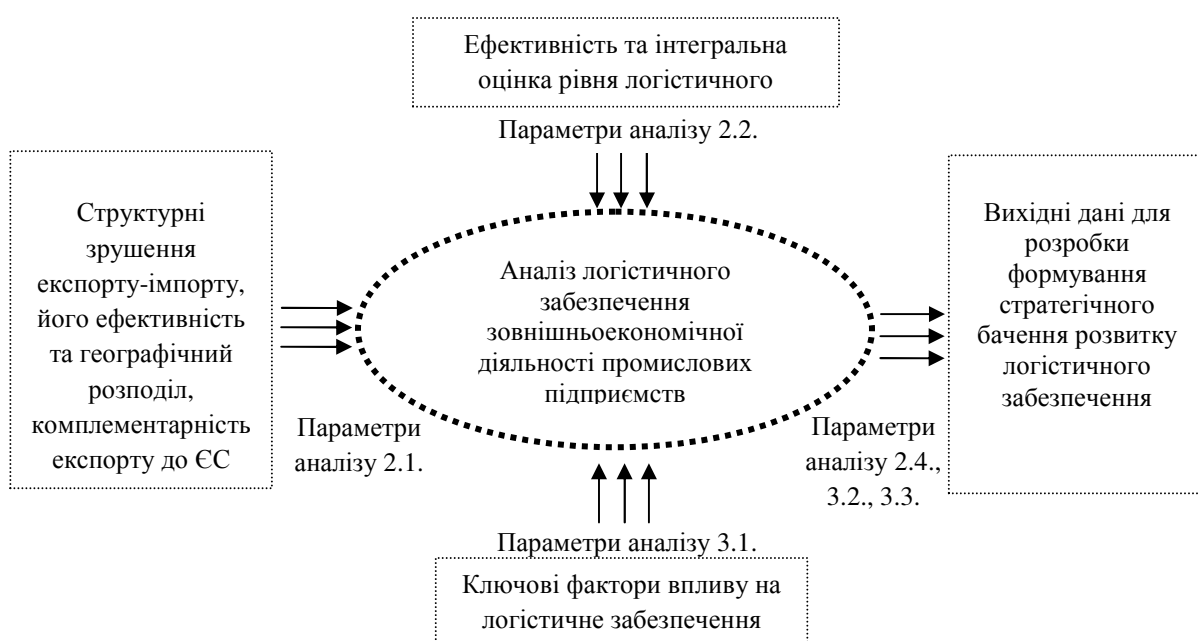 Ефективність та інтегральна
оцінка рівня логістичного
Параметри аналізу 2.2.
Структурні
зрушення
експорту-імпорту,
його ефективність
та географічний
розподіл,
комплементарність
експорту до ЄС
Параметри
аналізу 2.1.
Аналіз логістичного
забезпечення
зовнішньоекономічної
діяльності промислових
підприємств
Вихідні дані для
розробки
формування
стратегічного
бачення розвитку
логістичного
забезпечення
Параметри
аналізу 2.4.,
3.2., 3.3.
Параметри аналізу 3.1.
Ключові фактори впливу на
логістичне забезпечення